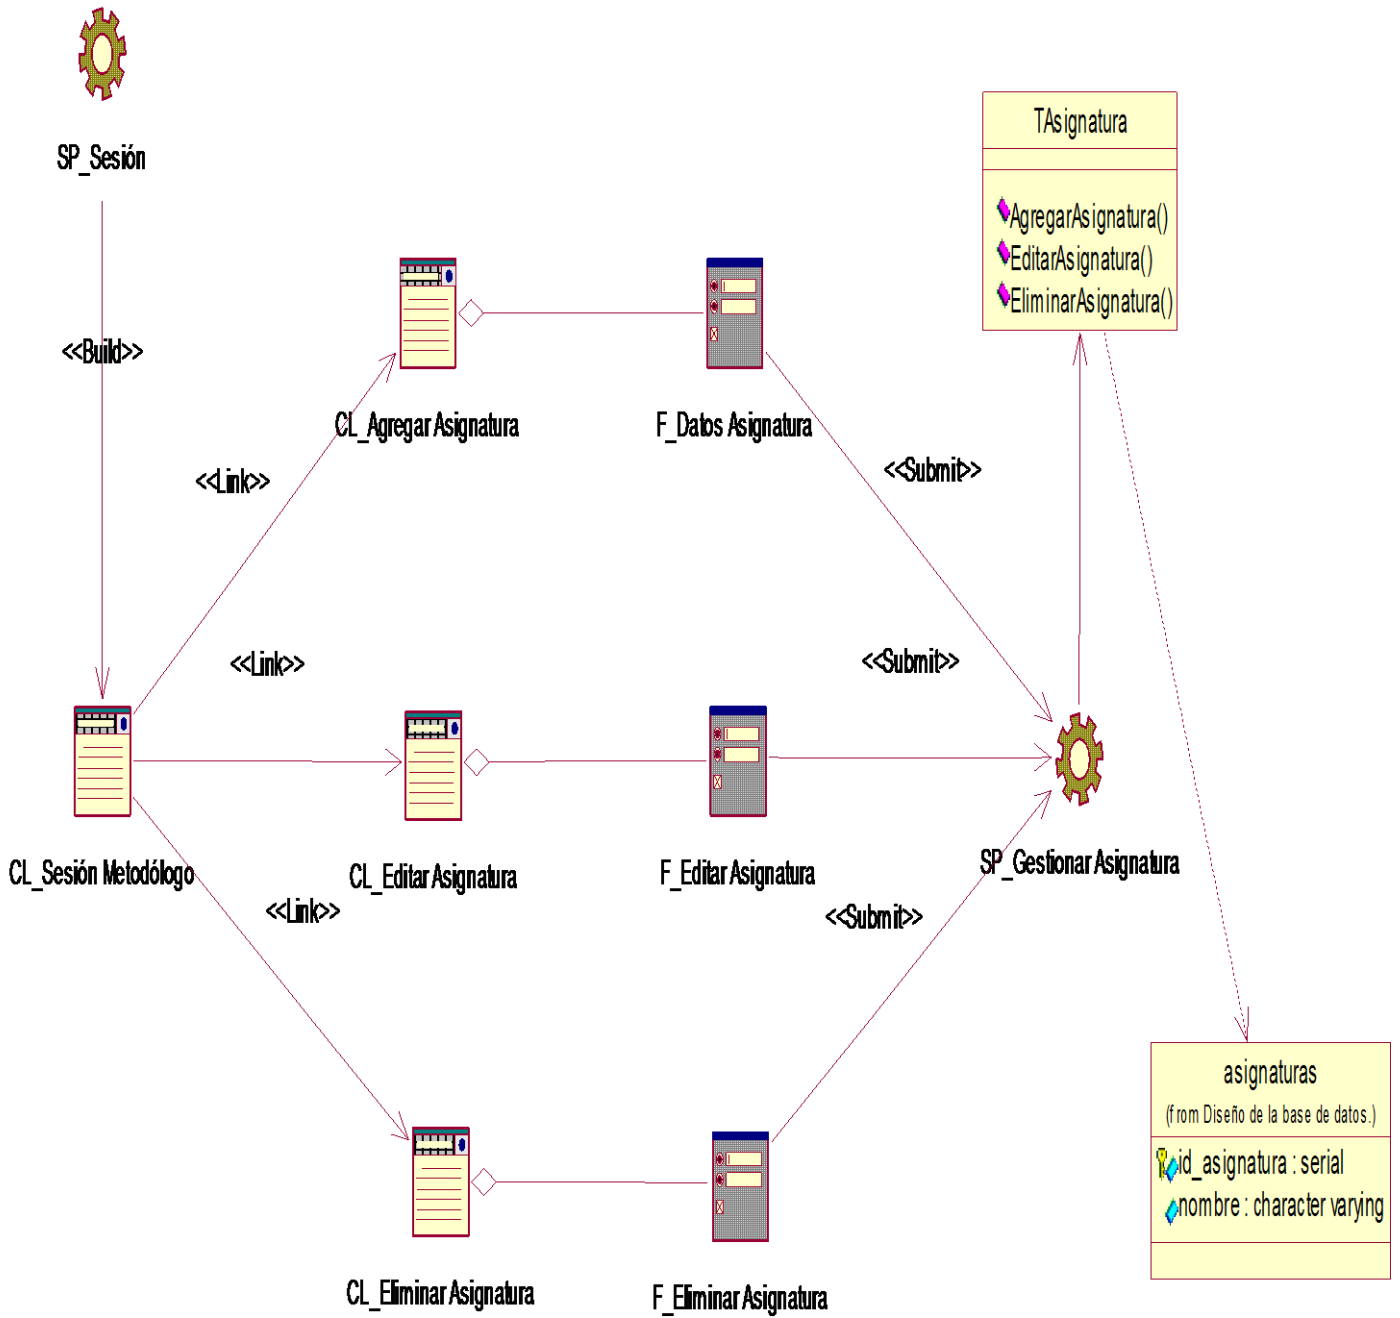 SP_Sesión
TAsignatura
AgregarAsignatura()
EditarAsignatura()
EliminarAsignatura()
<<Build>>
CL_Agregar Asignatura
F_Datos Asignatura
<<Link>>
<<Submit>>
<<Link>>
<<Submit>>
CL_Sesión Metodólogo
CL_Editar Asignatura
F_Editar Asignatura
SP_Gestionar Asignatura
<<Link>>
<<Submit>>
asignaturas
(from Diseño de la base de datos.)
id_asignatura : serial
nombre : character varying
CL_Eliminar Asignatura
F_Eliminar Asignatura